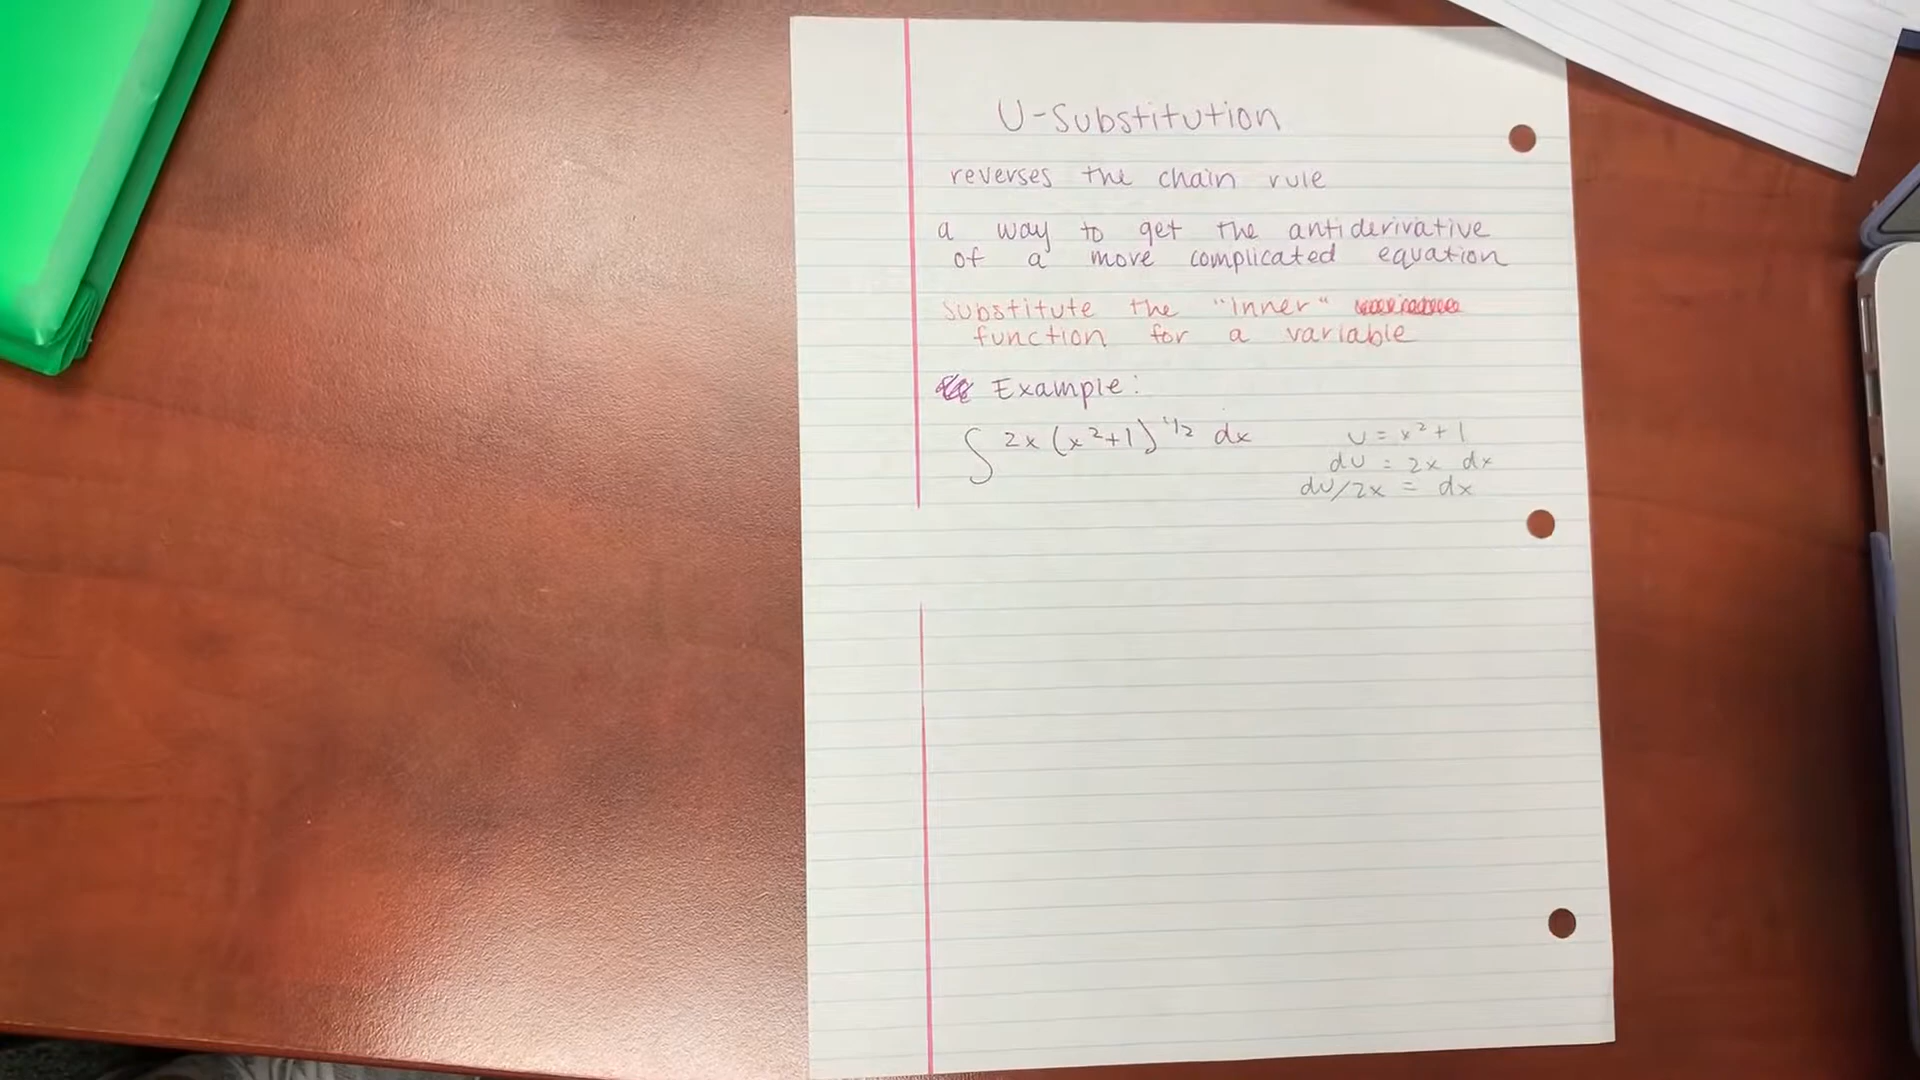 U-Substitution
reverses the chain rule
a way to get the antiderivative
of a more complicated equation
substitute the "inner"
function for a variable
Example:
∫ 2x (x²+1)^1/2 dx
u = x² + 1
du = 2x dx
du/2x = dx